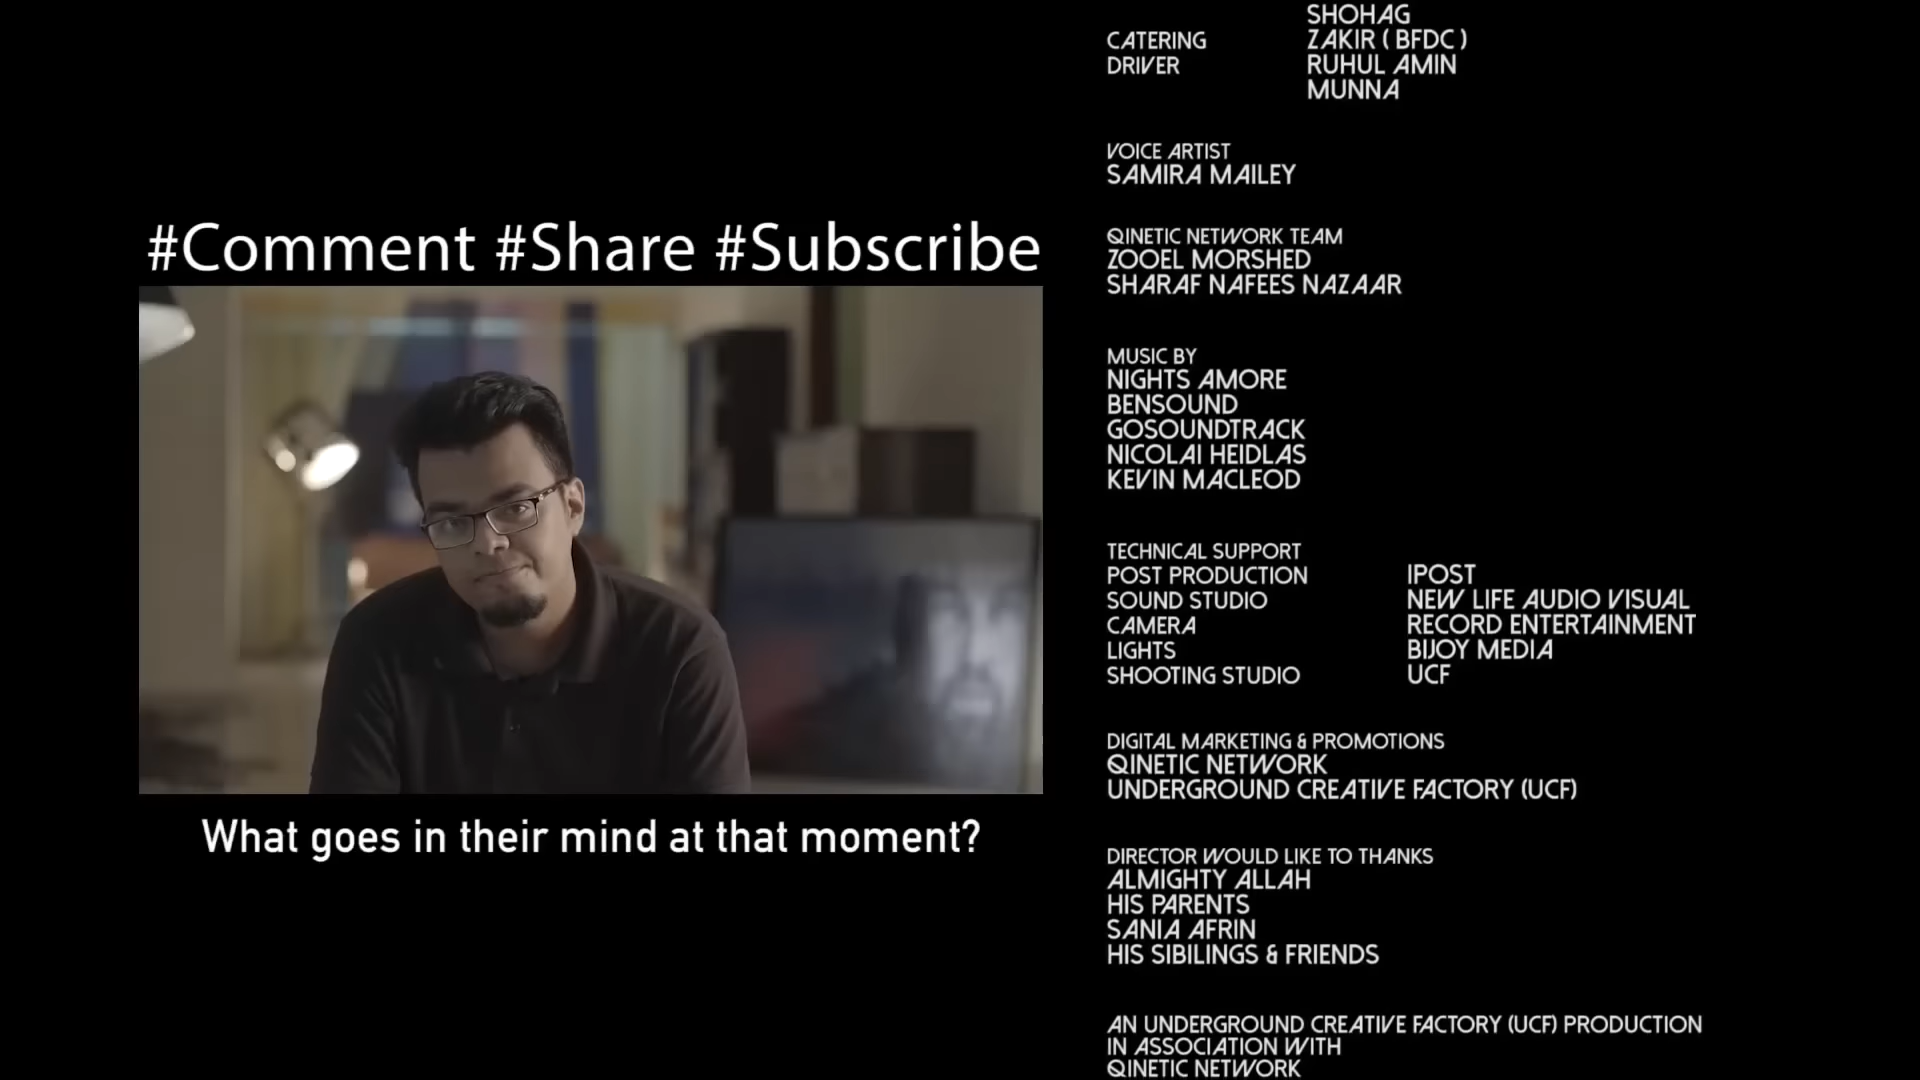 #Comment #Share #Subscribe
What goes in their mind at that moment?
SHOHAG
CATERING ZAKIR ( BFDC )
DRIVER RUHUL AMIN
MUNNA
VOICE ARTIST
SAMIRA MAILEY
QINETIC NETWORK TEAM
ZOOEL MORSHED
SHARAF NAFEES NAZAAR
MUSIC BY
NIGHTS AMORE
BENSOUND
GOSOUNDTRACK
NICOLAI HEIDLAS
KEVIN MACLEOD
TECHNICAL SUPPORT
POST PRODUCTION IPOST
SOUND STUDIO NEW LIFE AUDIO VISUAL
CAMERA RECORD ENTERTAINMENT
LIGHTS BIJOY MEDIA
SHOOTING STUDIO UCF
DIGITAL MARKETING & PROMOTIONS
QINETIC NETWORK
UNDERGROUND CREATIVE FACTORY (UCF)
DIRECTOR WOULD LIKE TO THANKS
ALMIGHTY ALLAH
HIS PARENTS
SANIA AFRIN
HIS SIBILINGS & FRIENDS
AN UNDERGROUND CREATIVE FACTORY (UCF) PRODUCTION
IN ASSOCIATION WITH
QINETIC NETWORK